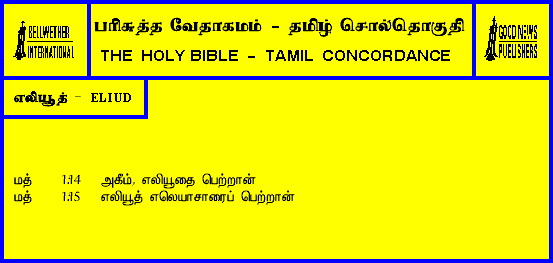 BELLWETHER
INTERNATIONAL
பரிசுத்த வேதாகமம் - தமிழ் சொல்தொகுதி
THE HOLY BIBLE - TAMIL CONCORDANCE
GOOD NEWS
PUBLISHERS
எலியூத் - ELIUD
மத் 1:14 அகீம், எலியூதை பெற்றான்
மத் 1:15 எலியூத் எலெயாசாரைப் பெற்றான்